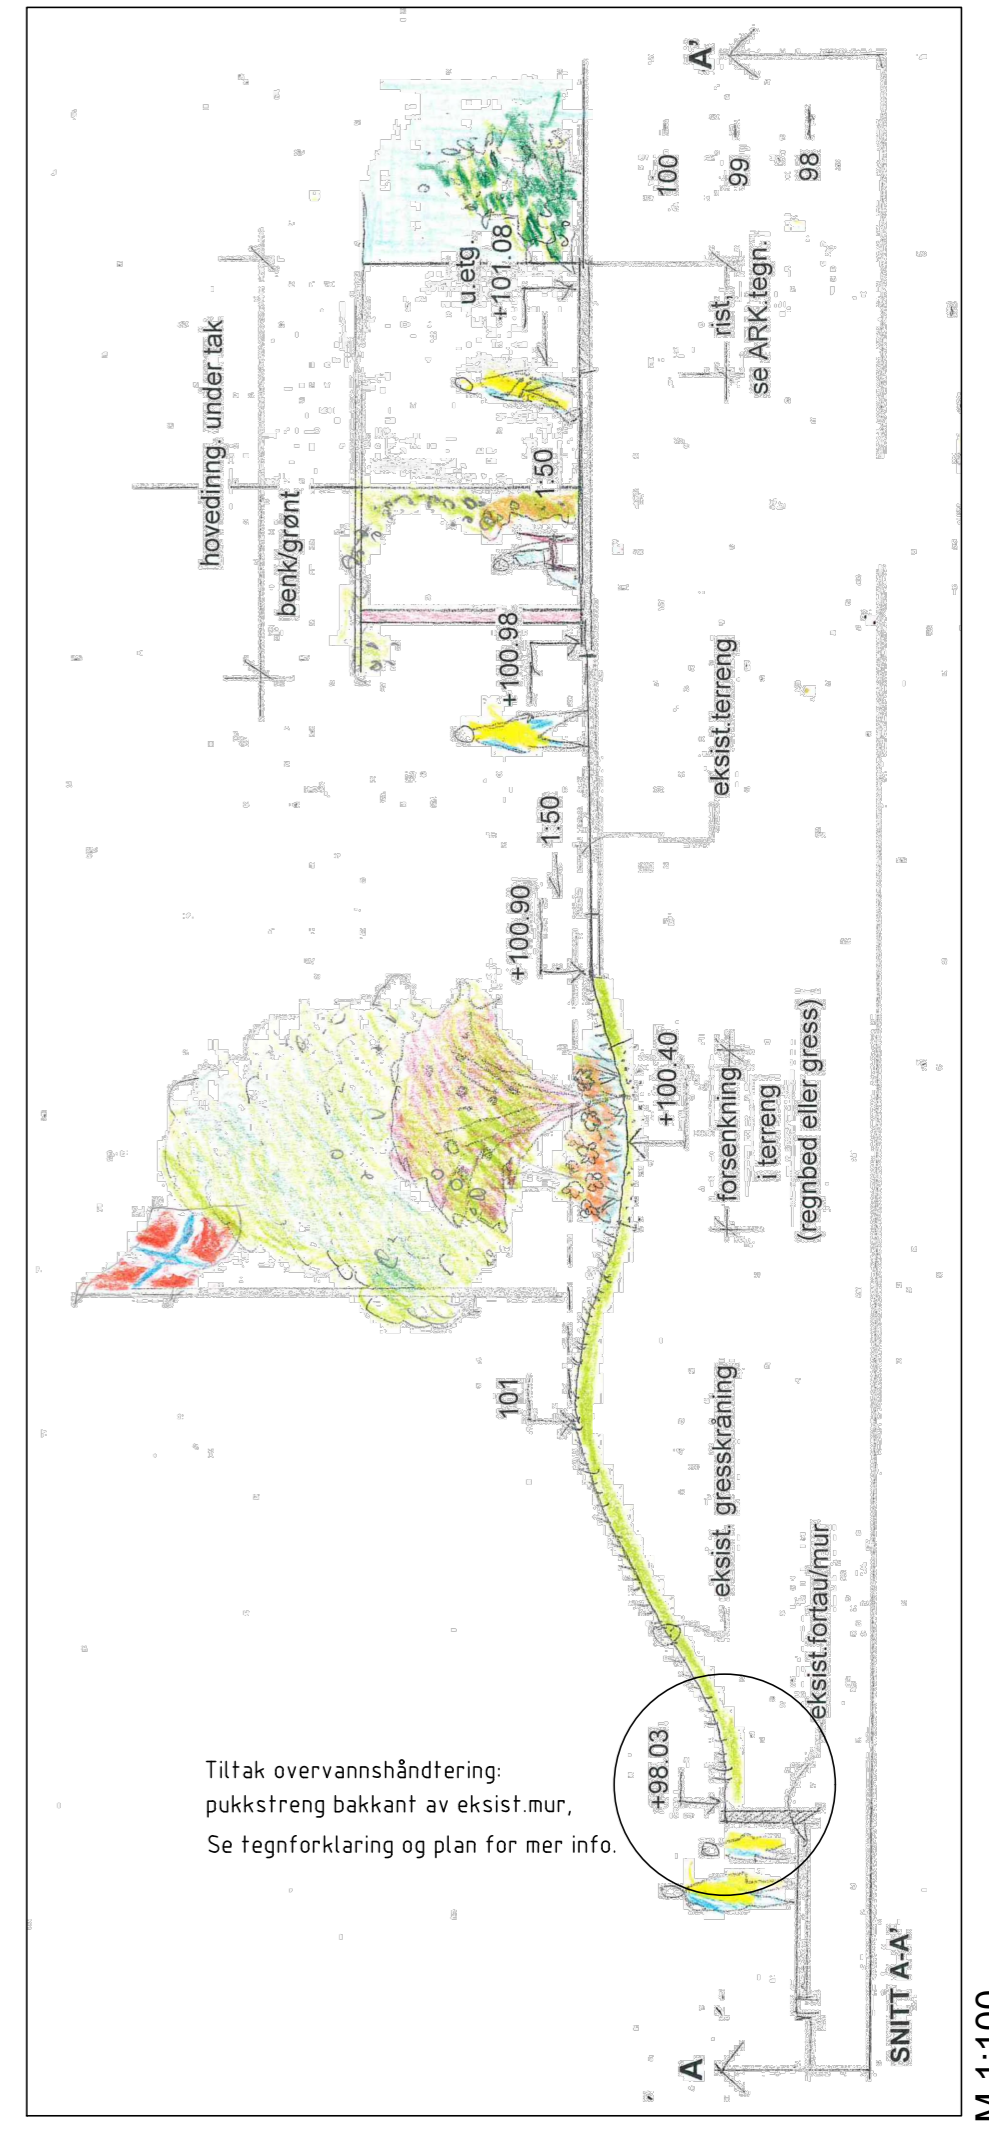 hovedinng. under tak
benk/grønt
u.etg.
+101.08
1:50
+100.98
1:50
+100.90
101
+98.03
+100.40
forsenkning
i terreng
(regnbed eller gress)
eksist.terreng
rist.
se ARK.tegn.
100
99
98
A'
eksist. gresskråning
eksist.fortau/mur
Tiltak overvannshåndtering:
pukkstreng bakkant av eksist.mur,
Se tegnforklaring og plan for mer info.
A
SNITT A-A'
M 1:100